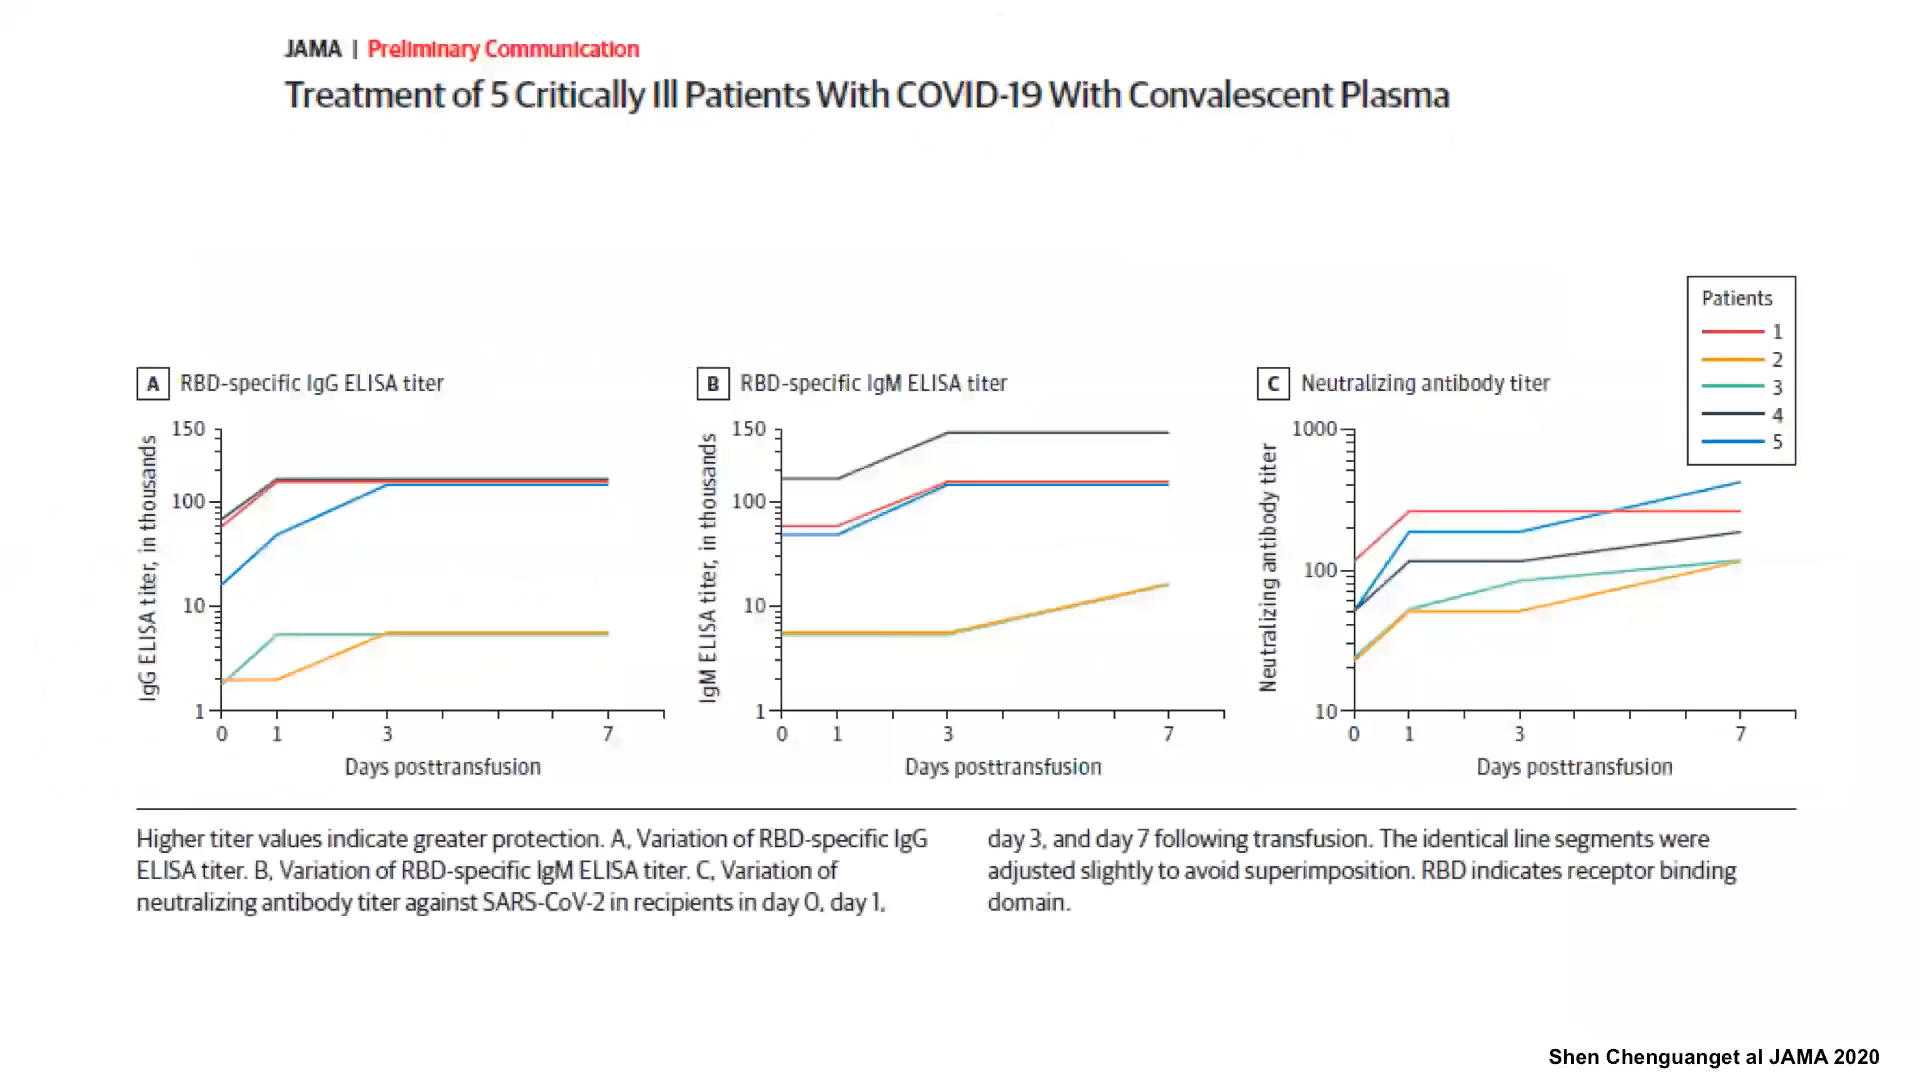 JAMA | Preliminary Communication
Treatment of 5 Critically Ill Patients With COVID-19 With Convalescent Plasma
Patients
1
2
3
4
5
A RBD-specific IgG ELISA titer
IgG ELISA titer, in thousands
150
100
10
1
0 1 3 7
Days posttransfusion
B RBD-specific IgM ELISA titer
IgM ELISA titer, in thousands
150
100
10
1
0 1 3 7
Days posttransfusion
C Neutralizing antibody titer
Neutralizing antibody titer
1000
100
10
0 1 3 7
Days posttransfusion
Higher titer values indicate greater protection. A, Variation of RBD-specific IgG
ELISA titer. B, Variation of RBD-specific IgM ELISA titer. C, Variation of
neutralizing antibody titer against SARS-CoV-2 in recipients in day 0, day 1,
day 3, and day 7 following transfusion. The identical line segments were
adjusted slightly to avoid superimposition. RBD indicates receptor binding
domain.
Shen Chenguanget al JAMA 2020